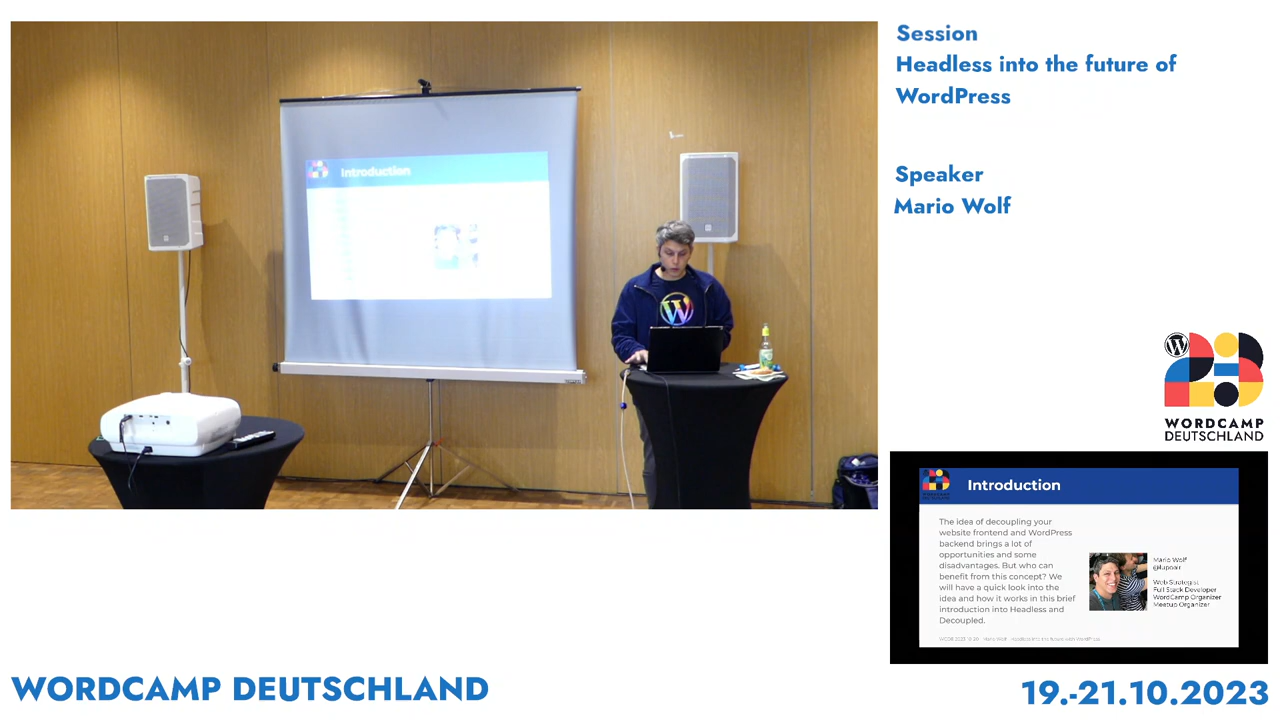 Session
Headless into the future of
WordPress
Speaker
Mario Wolf
Introduction
W
W
WORDCAMP
DEUTSCHLAND
Introduction
The idea of decoupling your
website frontend and WordPress
backend brings a lot of
opportunities and some
disadvantages. But who can
benefit from this concept? We
will have a quick look into the
idea and how it works in this brief
introduction into Headless and
Decoupled.
Mario Wolf
Web Strategist
Full Stack Developer
WordCamp Organizer
Meetup Organizer
WORDCAMP DEUTSCHLAND
19.-21.10.2023